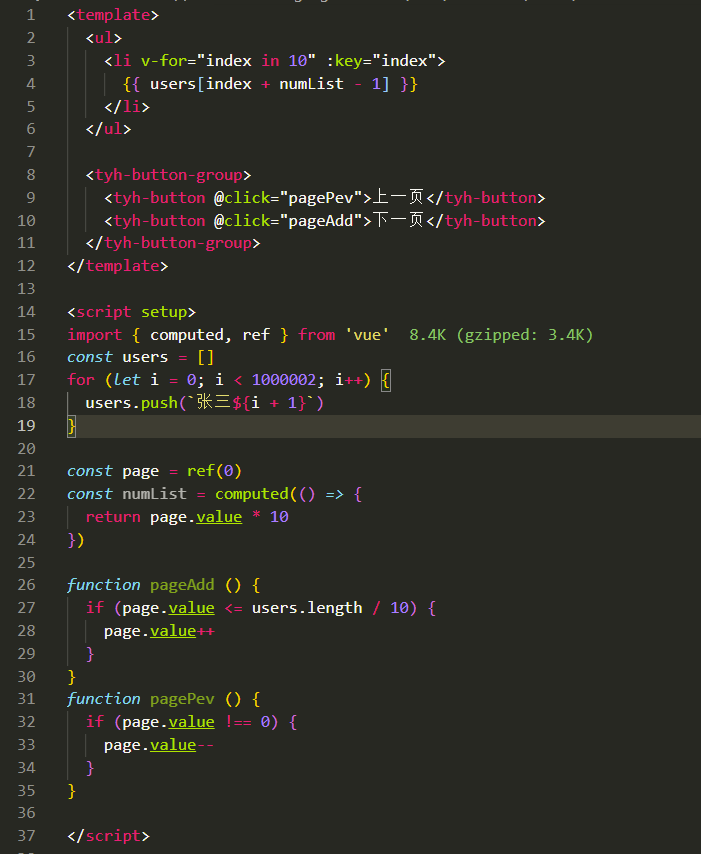 1 <template>
2 <ul>
3 <li v-for="index in 10" :key="index">
4 {{ users[index + numList - 1] }}
5 </li>
6 </ul>
7
8 <tyh-button-group>
9 <tyh-button @click="pagePev">上一页</tyh-button>
10 <tyh-button @click="pageAdd">下一页</tyh-button>
11 </tyh-button-group>
12 </template>
13
14 <script setup>
15 import { computed, ref } from 'vue' 8.4K (gzipped: 3.4K)
16 const users = []
17 for (let i = 0; i < 1000002; i++) {
18 users.push(`张三${i + 1}`)
19 }
20
21 const page = ref(0)
22 const numList = computed(() => {
23 return page.value * 10
24 })
25
26 function pageAdd () {
27 if (page.value <= users.length / 10) {
28 page.value++
29 }
30 }
31 function pagePev () {
32 if (page.value !== 0) {
33 page.value--
34 }
35 }
36
37 </script>